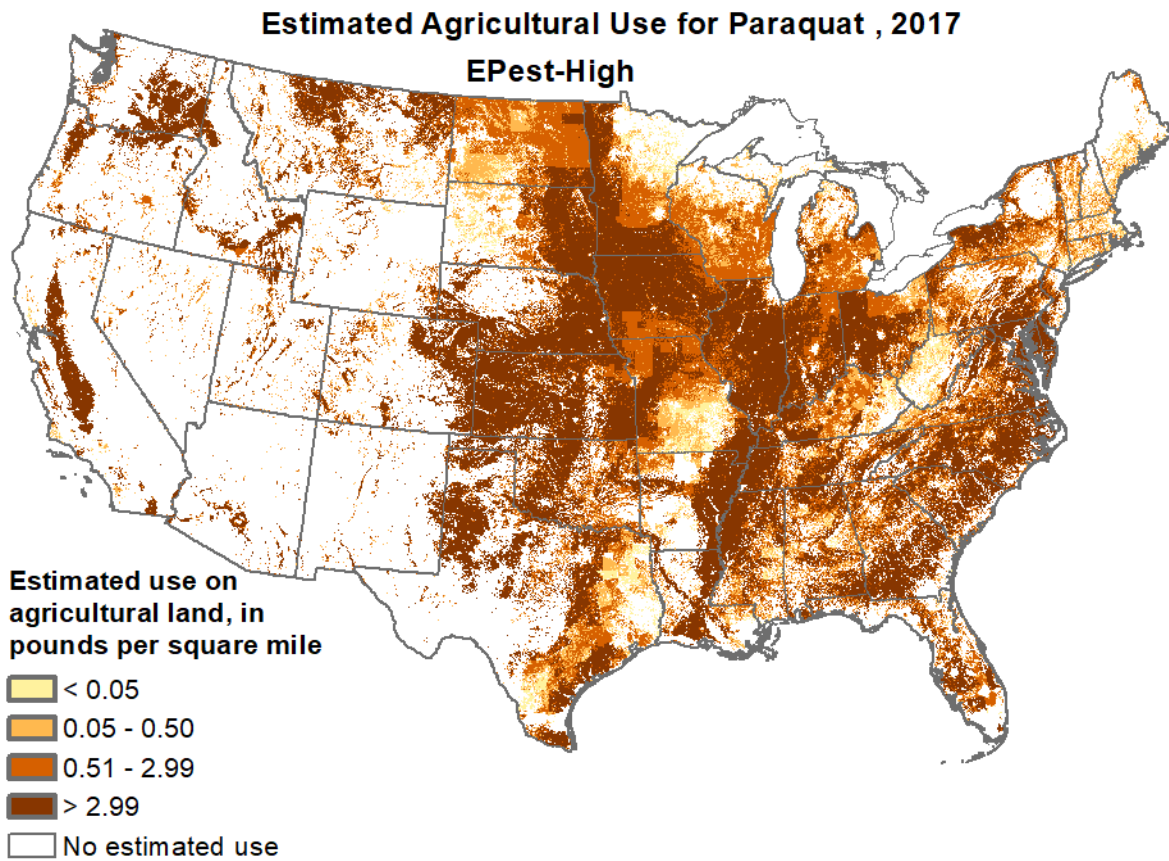 Estimated Agricultural Use for Paraquat , 2017
EPest-High
Estimated use on
agricultural land, in
pounds per square mile
< 0.05
0.05 - 0.50
0.51 - 2.99
> 2.99
No estimated use